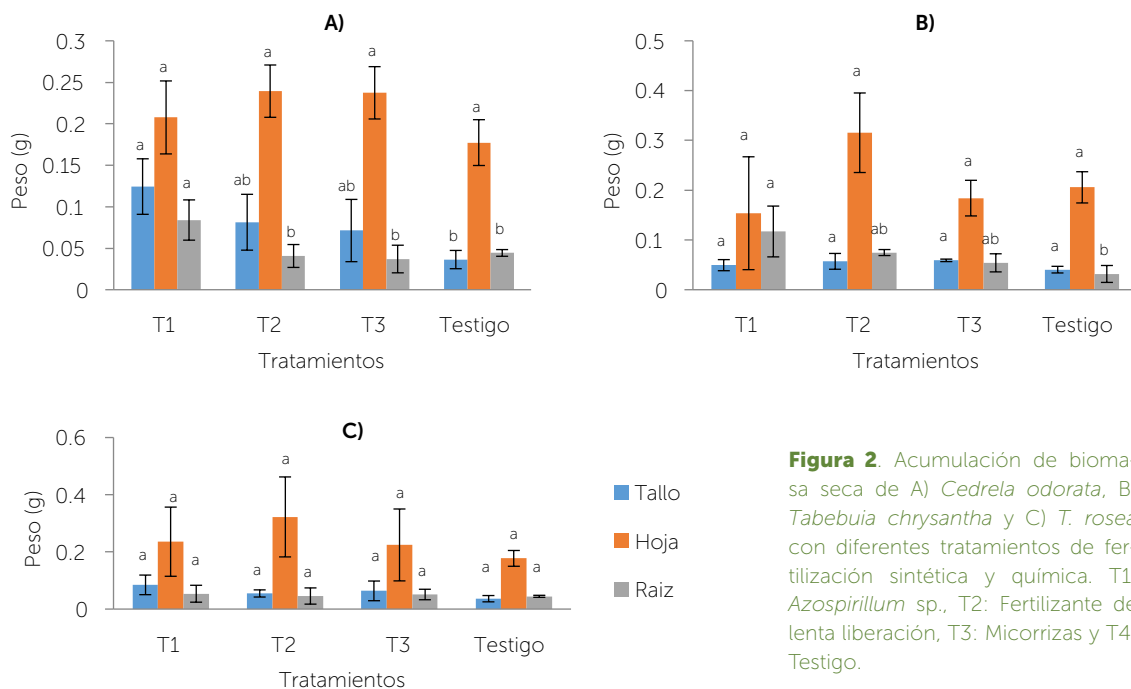 A)
0.3
0.25
0.2
0.15
0.1
0.05
0
Peso (g)
a a a
a a a
ab ab
a
b b b b
T1 T2 T3 Testigo
Tratamientos
B)
0.5
0.4
0.3
0.2
0.1
0
Peso (g)
a
a a a
a
a a ab a ab a b
T1 T2 T3 Testigo
Tratamientos
C)
0.6
0.4
0.2
0
Peso (g)
a a a a
a a a a a a a a
T1 T2 T3 Testigo
Tratamientos
Tallo
Hoja
Raiz
Figura 2. Acumulación de bioma-
sa seca de A) Cedrela odorata, B
Tabebuia chrysantha y C) T. rosea
con diferentes tratamientos de fer-
tilización sintética y química. T1
Azospirillum sp., T2: Fertilizante de
lenta liberación, T3: Micorrizas y T4
Testigo.